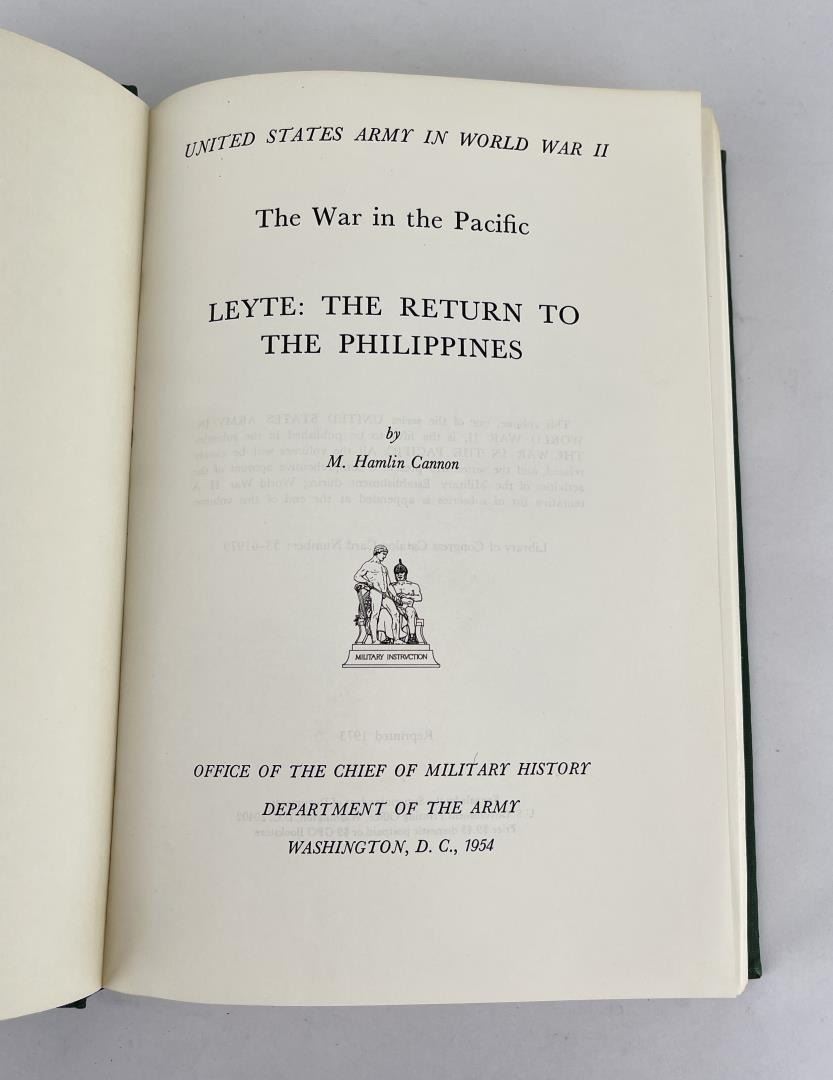 UNITED STATES ARMY IN WORLD WAR II
The War in the Pacific
LEYTE: THE RETURN TO
THE PHILIPPINES
by
M. Hamlin Cannon
MILITARY INSTRVCTION
OFFICE OF THE CHIEF OF MILITARY HISTORY
DEPARTMENT OF THE ARMY
WASHINGTON, D. C., 1954